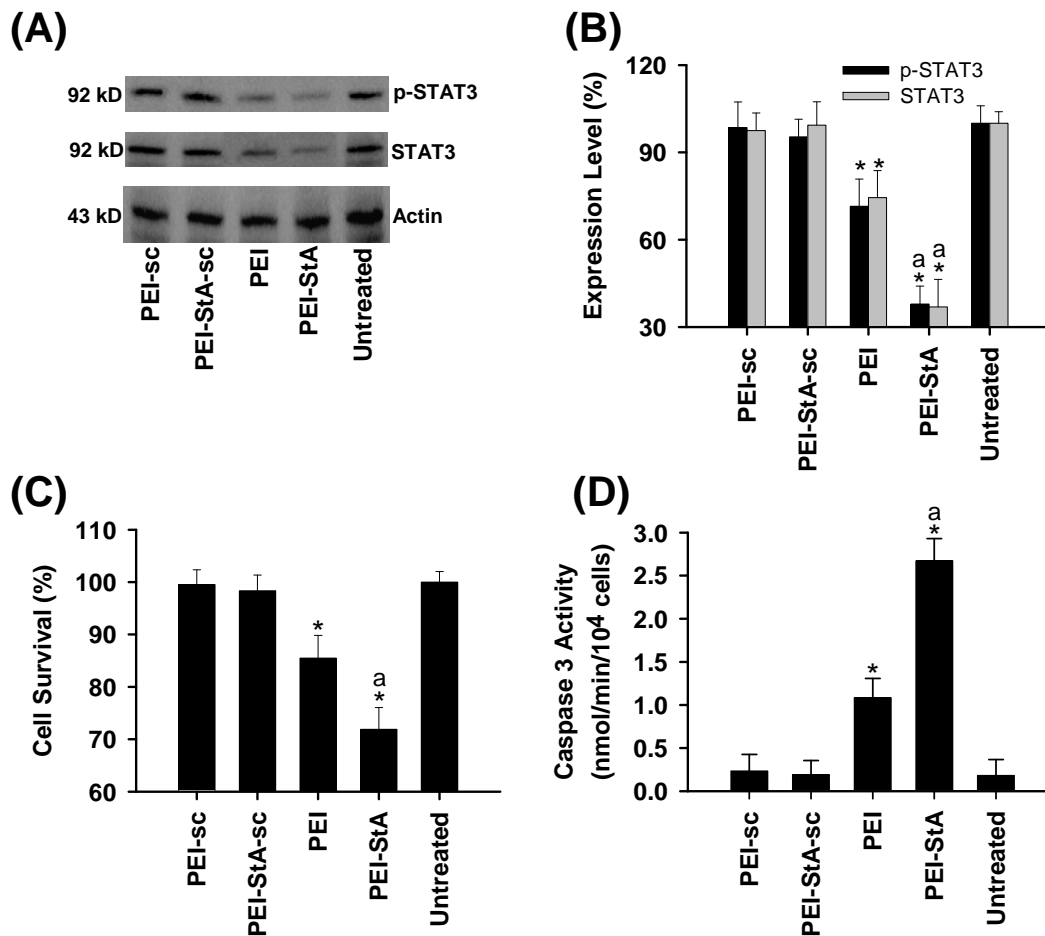 (A)
92 kD
p-STAT3
92 kD
STAT3
43 kD
Actin
PEI-sc
PEI-StA-sc
PEI
PEI-StA
Untreated
(B)
Expression Level (%)
120
90
60
30
p-STAT3
STAT3
* *
a a
* *
PEI-sc
PEI-StA-sc
PEI
PEI-StA
Untreated
(C)
Cell Survival (%)
110
100
90
80
70
60
*
a
*
PEI-sc
PEI-StA-sc
PEI
PEI-StA
Untreated
(D)
Caspase 3 Activity
(nmol/min/10⁴ cells)
3.0
2.5
2.0
1.5
1.0
0.5
0.0
*
a
*
PEI-sc
PEI-StA-sc
PEI
PEI-StA
Untreated